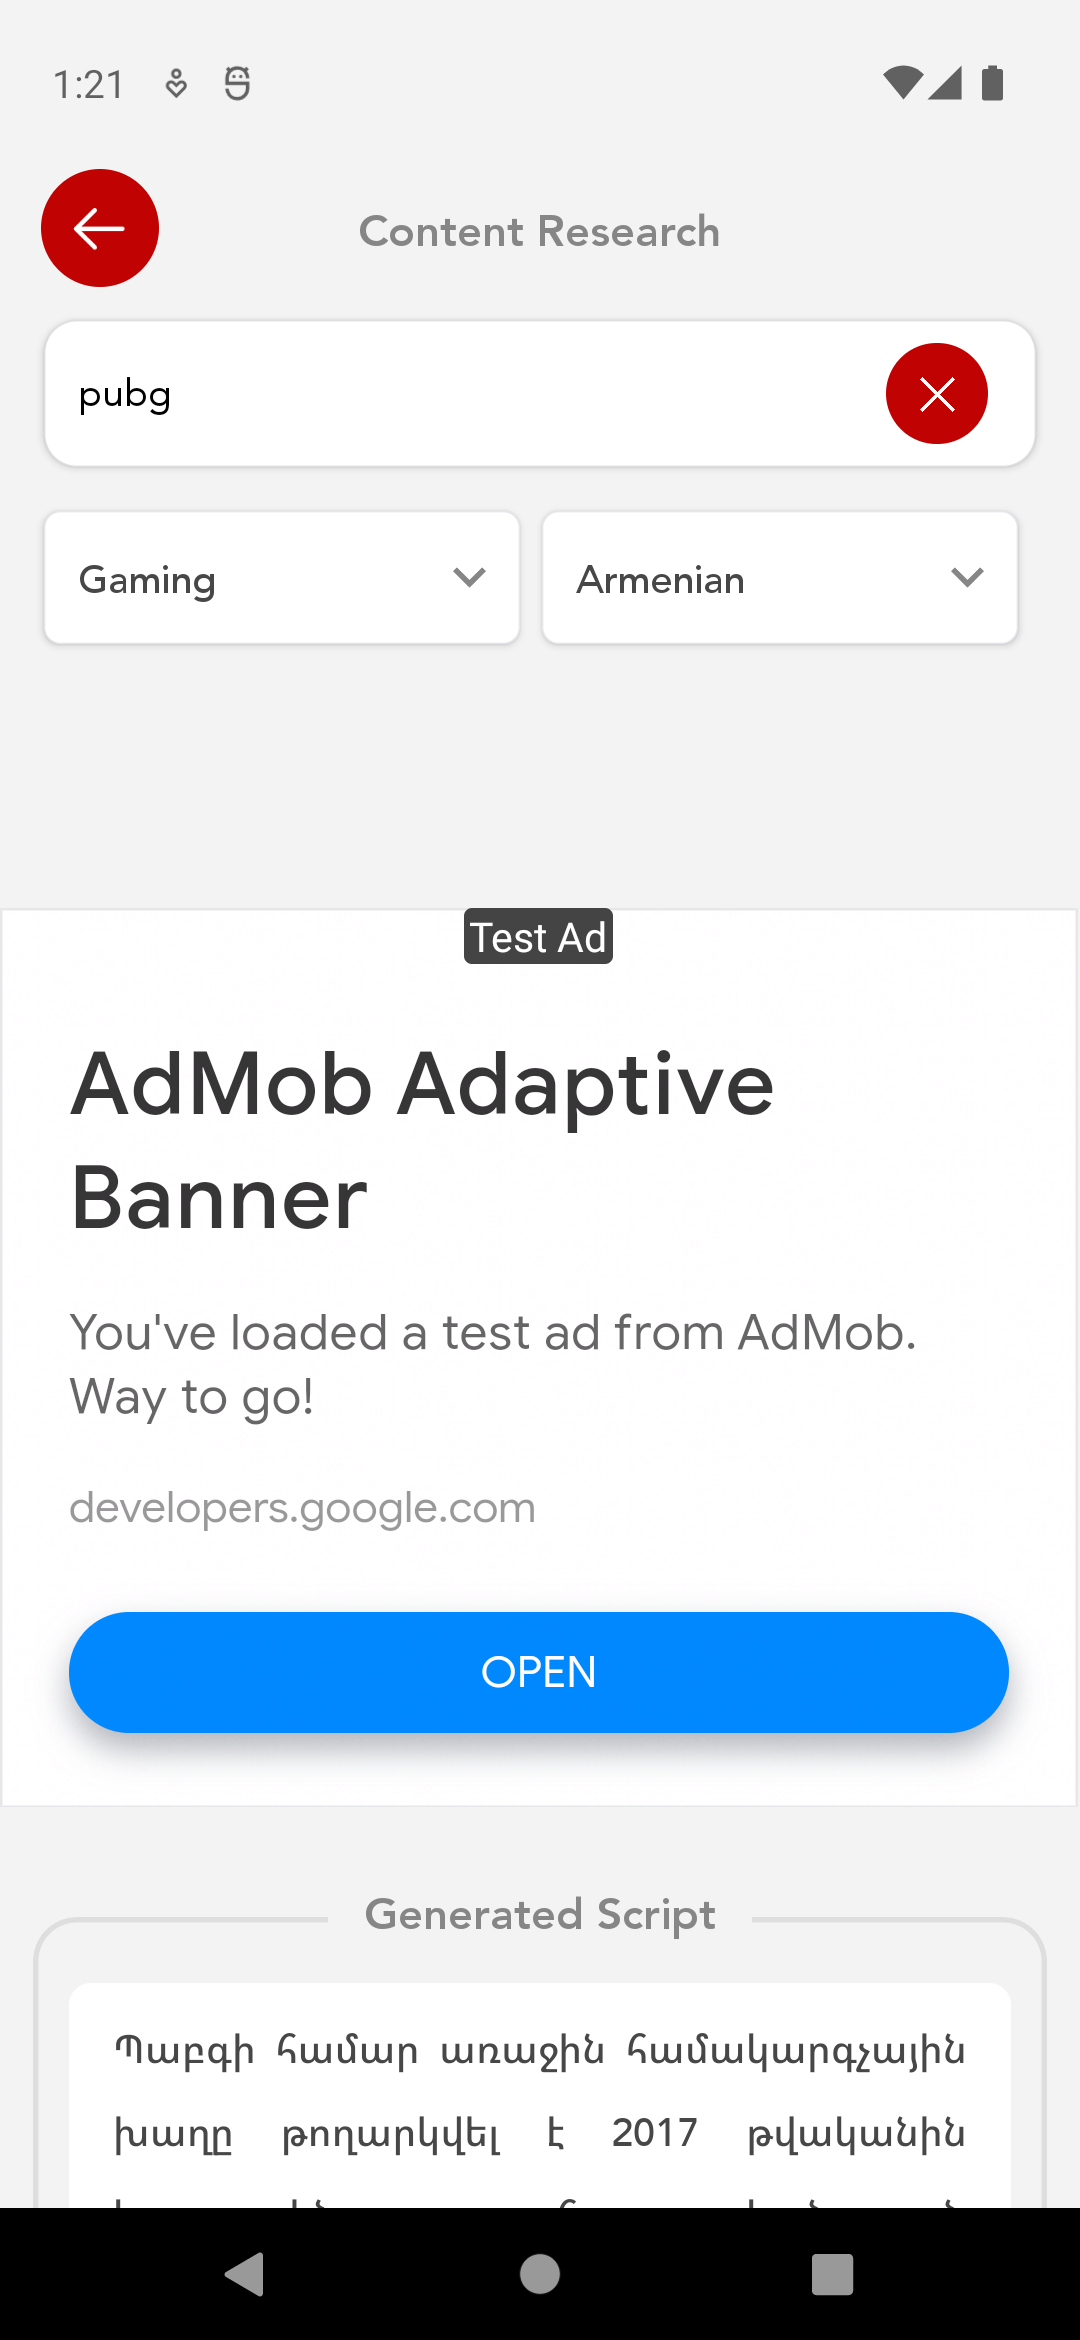 1:21
Content Research
pubg
Gaming
Armenian
Test Ad
AdMob Adaptive
Banner
You've loaded a test ad from AdMob.
Way to go!
developers.google.com
OPEN
Generated Script
Պաբգի համար առաջին համակարգչային
խաղը թողարկվել է 2017 թվականին